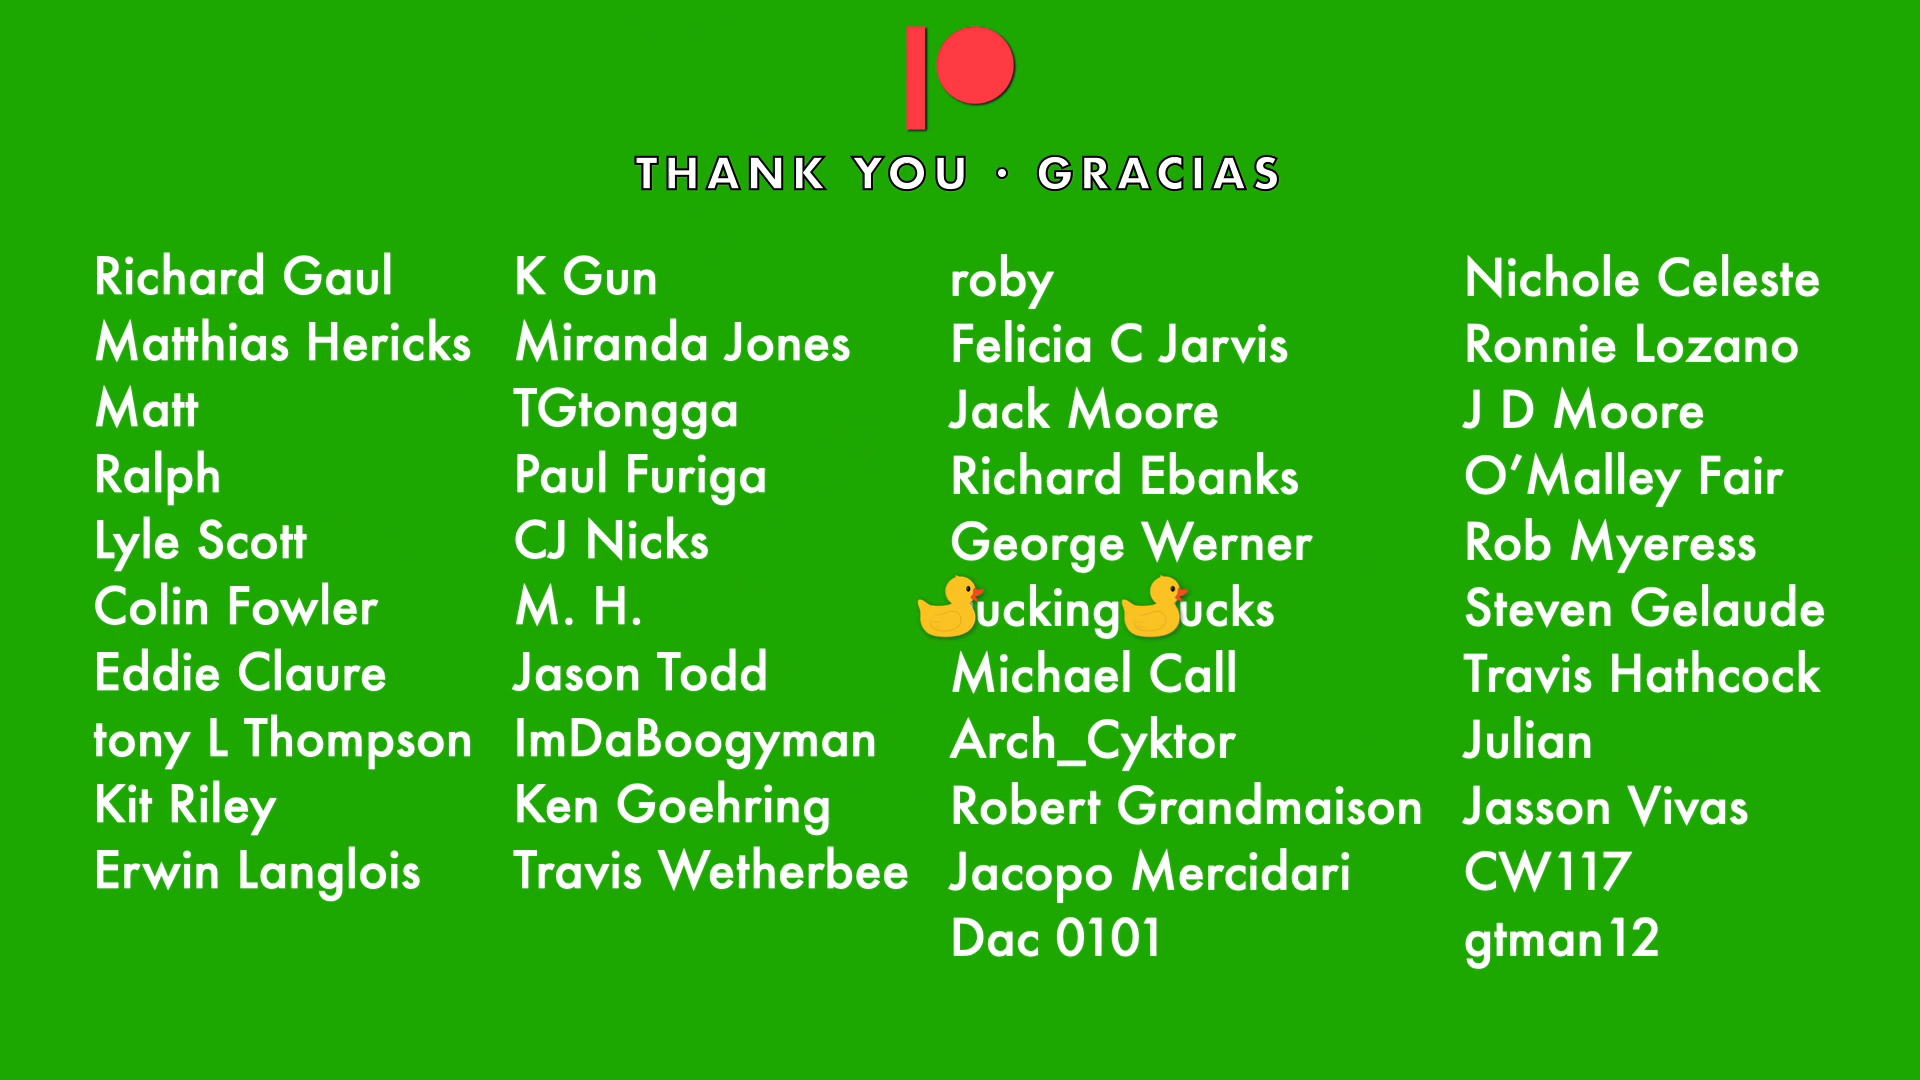 THANK YOU · GRACIAS
Richard Gaul
Matthias Hericks
Matt
Ralph
Lyle Scott
Colin Fowler
Eddie Claure
tony L Thompson
Kit Riley
Erwin Langlois
K Gun
Miranda Jones
TGtongga
Paul Furiga
CJ Nicks
M. H.
Jason Todd
ImDaBoogyman
Ken Goehring
Travis Wetherbee
roby
Felicia C Jarvis
Jack Moore
Richard Ebanks
George Werner
🦆ucking🦆ucks
Michael Call
Arch_Cyktor
Robert Grandmaison
Jacopo Mercidari
Dac 0101
Nichole Celeste
Ronnie Lozano
J D Moore
O’Malley Fair
Rob Myeress
Steven Gelaude
Travis Hathcock
Julian
Jasson Vivas
CW117
gtman12